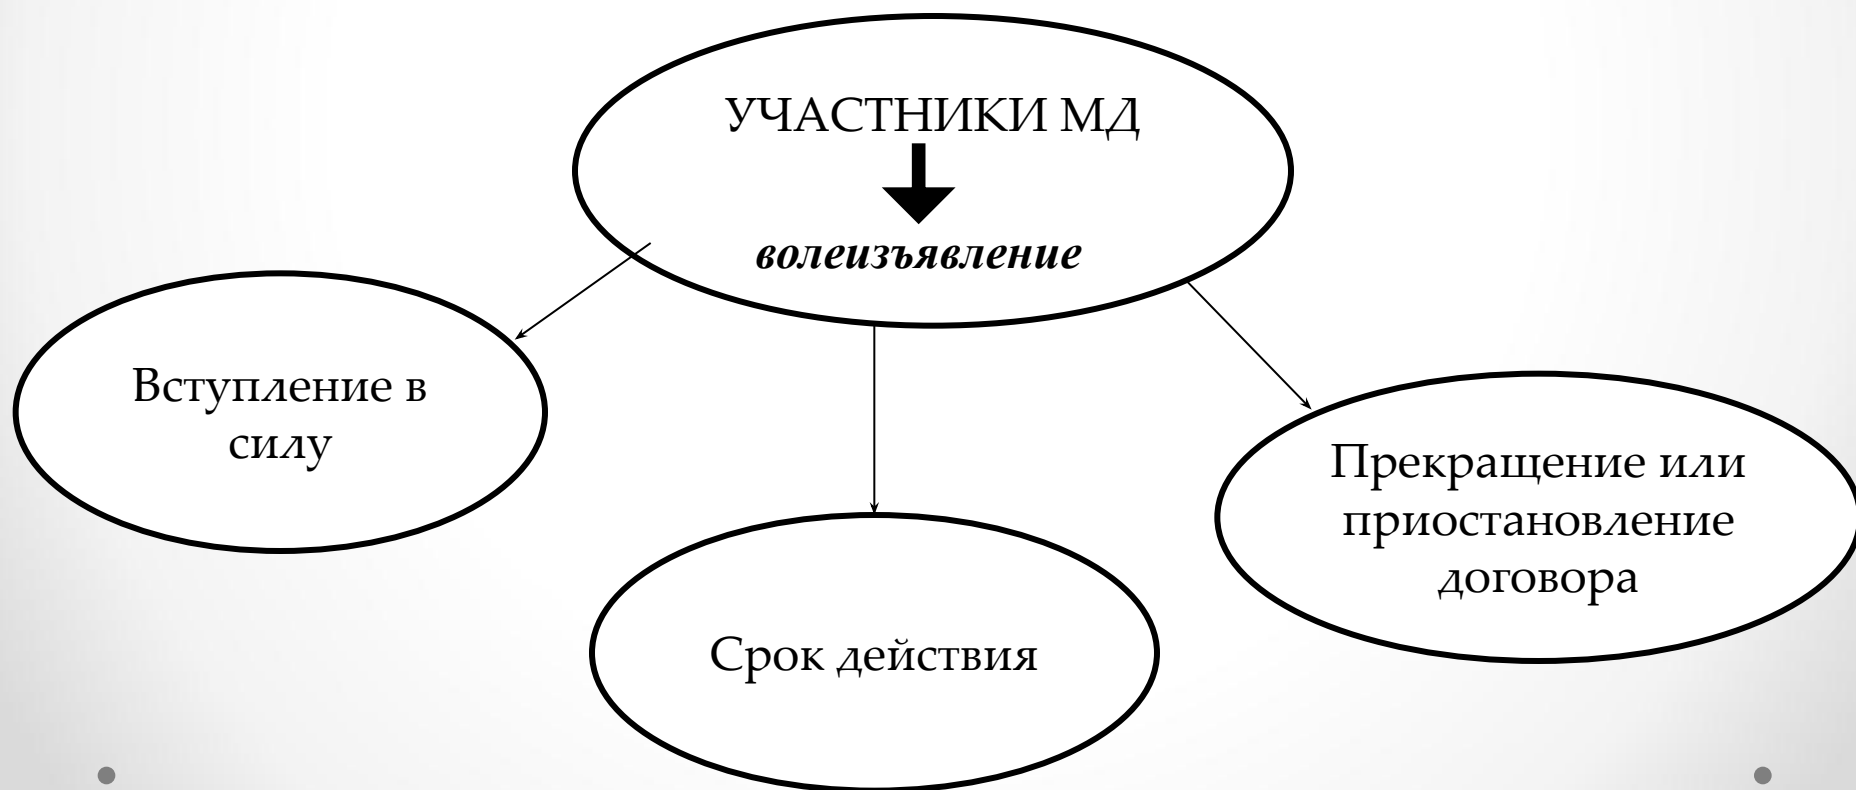 УЧАСТНИКИ МД
волеизъявление
Вступление в
силу
Срок действия
Прекращение или
приостановление
договора